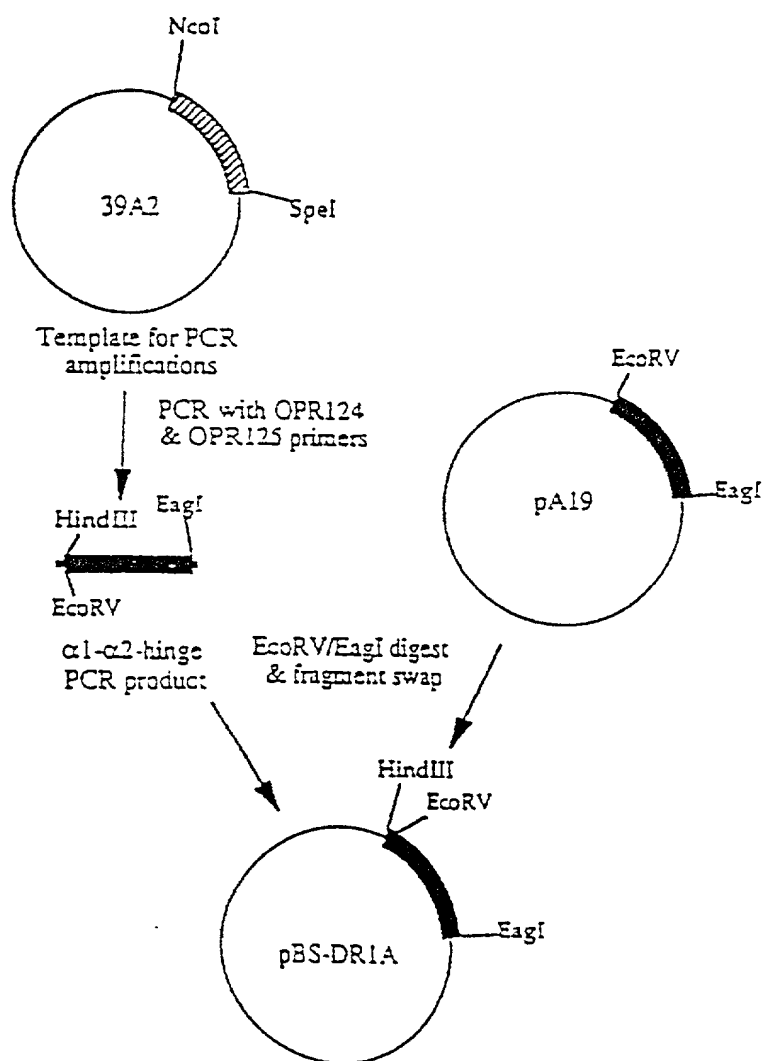 NcoI
39A2
SpeI
Template for PCR
amplifications
PCR with OPR124
& OPR125 primers
EcoRV
pA19
EagI
HindIII
EagI
EcoRV
α1-α2-hinge
PCR product
EcoRV/EagI digest
& fragment swap
HindIII
EcoRV
EagI
pBS-DR1A